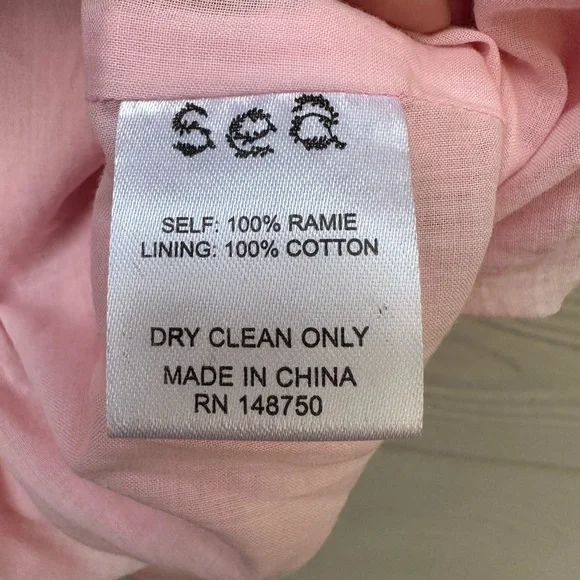 sea
SELF: 100% RAMIE
LINING: 100% COTTON
DRY CLEAN ONLY
MADE IN CHINA
RN 148750